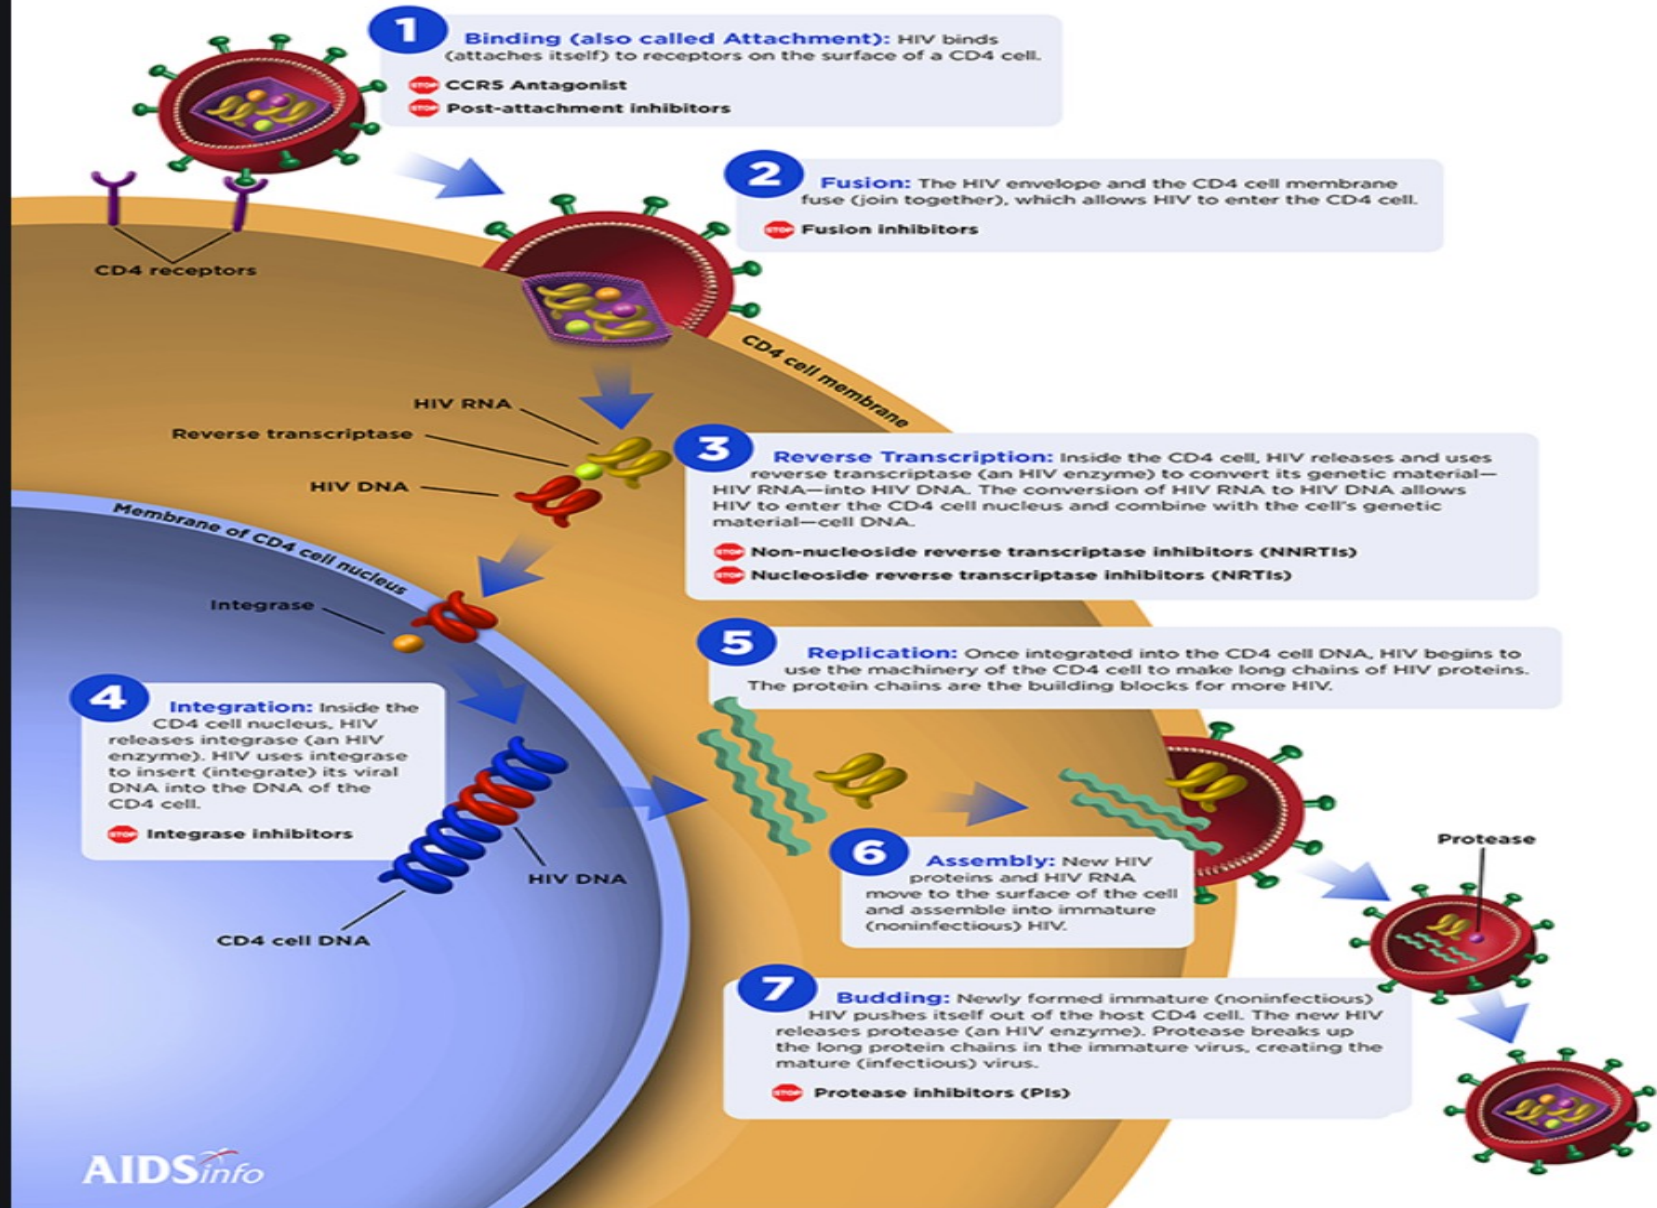 1
Binding (also called Attachment): HIV binds
(attaches itself) to receptors on the surface of a CD4 cell.
STOP CCR5 Antagonist
STOP Post-attachment inhibitors
2
Fusion: The HIV envelope and the CD4 cell membrane
fuse (join together), which allows HIV to enter the CD4 cell.
STOP Fusion inhibitors
CD4 receptors
CD4 cell membrane
HIV RNA
Reverse transcriptase
HIV DNA
3
Reverse Transcription: Inside the CD4 cell, HIV releases and uses
reverse transcriptase (an HIV enzyme) to convert its genetic material—
HIV RNA—into HIV DNA. The conversion of HIV RNA to HIV DNA allows
HIV to enter the CD4 cell nucleus and combine with the cell's genetic
material—cell DNA.
STOP Non-nucleoside reverse transcriptase inhibitors (NNRTIs)
STOP Nucleoside reverse transcriptase inhibitors (NRTIs)
Membrane of CD4 cell nucleus
Integrase
4
Integration: Inside the
CD4 cell nucleus, HIV
releases integrase (an HIV
enzyme). HIV uses integrase
to insert (integrate) its viral
DNA into the DNA of the
CD4 cell.
STOP Integrase inhibitors
HIV DNA
CD4 cell DNA
5
Replication: Once integrated into the CD4 cell DNA, HIV begins to
use the machinery of the CD4 cell to make long chains of HIV proteins.
The protein chains are the building blocks for more HIV.
6
Assembly: New HIV
proteins and HIV RNA
move to the surface of the cell
and assemble into immature
(noninfectious) HIV.
Protease
7
Budding: Newly formed immature (noninfectious)
HIV pushes itself out of the host CD4 cell. The new HIV
releases protease (an HIV enzyme). Protease breaks up
the long protein chains in the immature virus, creating the
mature (infectious) virus.
STOP Protease inhibitors (PIs)
AIDSinfo